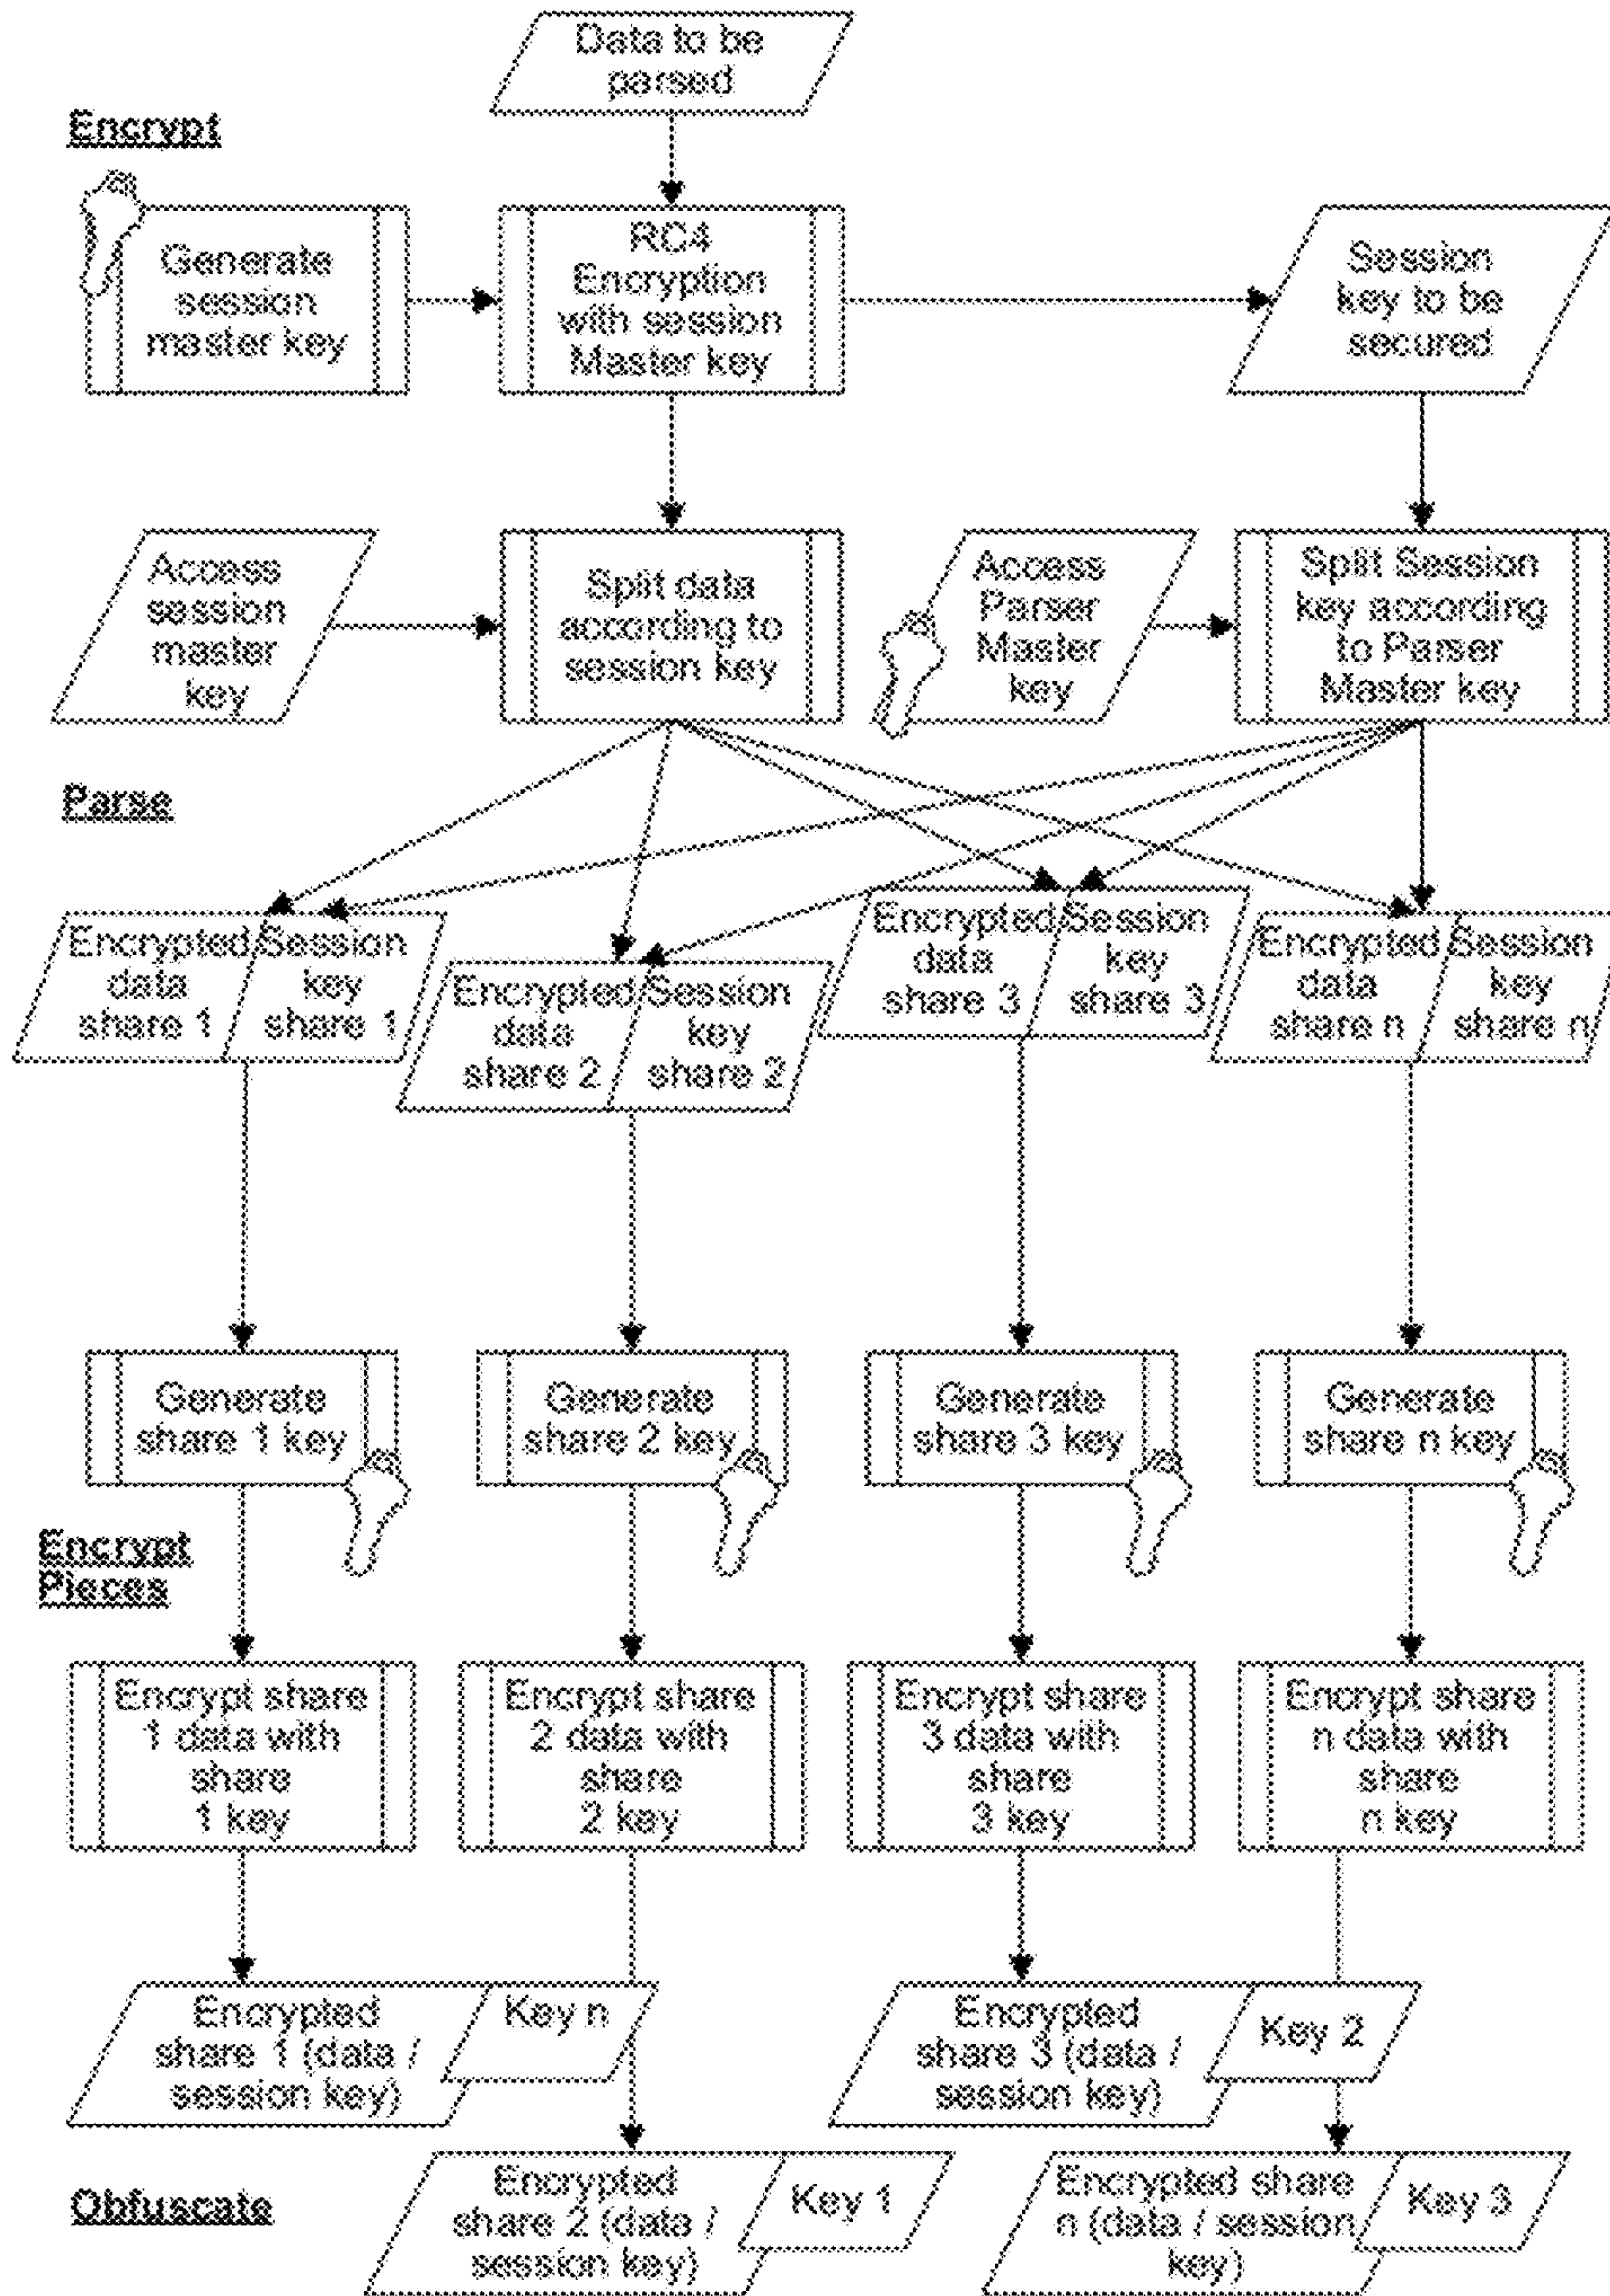 Data to be
parsed
Encrypt
Generate
session
master key
RC4
Encryption
with session
Master key
Session
key to be
secured
Access
session
master
key
Split data
according to
session key
Access
Parser
Master
key
Split Session
key according
to Parser
Master key
Parse
Encrypted
data
share 1
Session
key
share 1
Encrypted
data
share 2
Session
key
share 2
Encrypted
data
share 3
Session
key
share 3
Encrypted
data
share n
Session
key
share n
Generate
share 1 key
Generate
share 2 key
Generate
share 3 key
Generate
share n key
Encrypt
Pieces
Encrypt share
1 data with
share
1 key
Encrypt share
2 data with
share
2 key
Encrypt share
3 data with
share
3 key
Encrypt share
n data with
share
n key
Encrypted
share 1 (data /
session key)
Key n
Encrypted
share 3 (data /
session key)
Key 2
Obfuscate
Encrypted
share 2 (data /
session key)
Key 1
Encrypted share
n (data / session
key)
Key 3